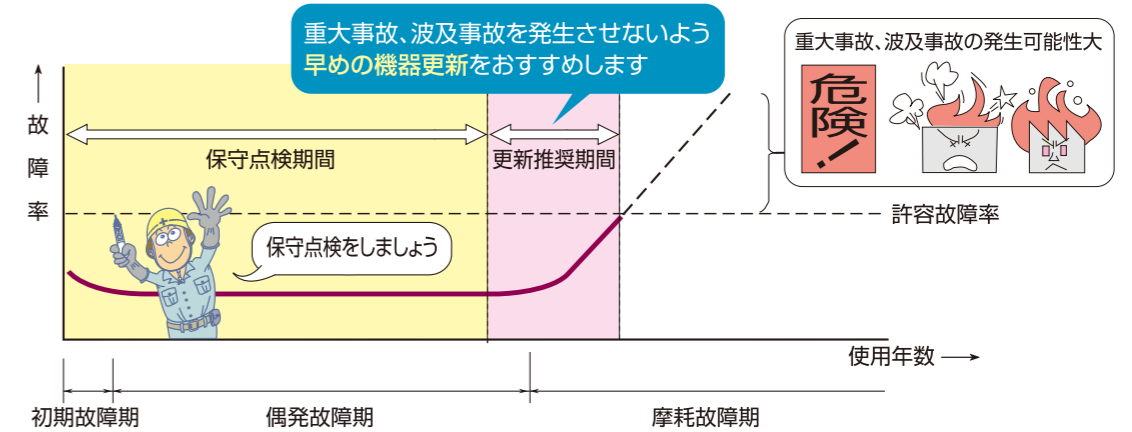 重大事故、波及事故を発生させないよう
早めの機器更新をおすすめします
重大事故、波及事故の発生可能性大
危険!
故障率
保守点検期間
更新推奨期間
許容故障率
保守点検をしましょう
使用年数
初期故障期
偶発故障期
摩耗故障期